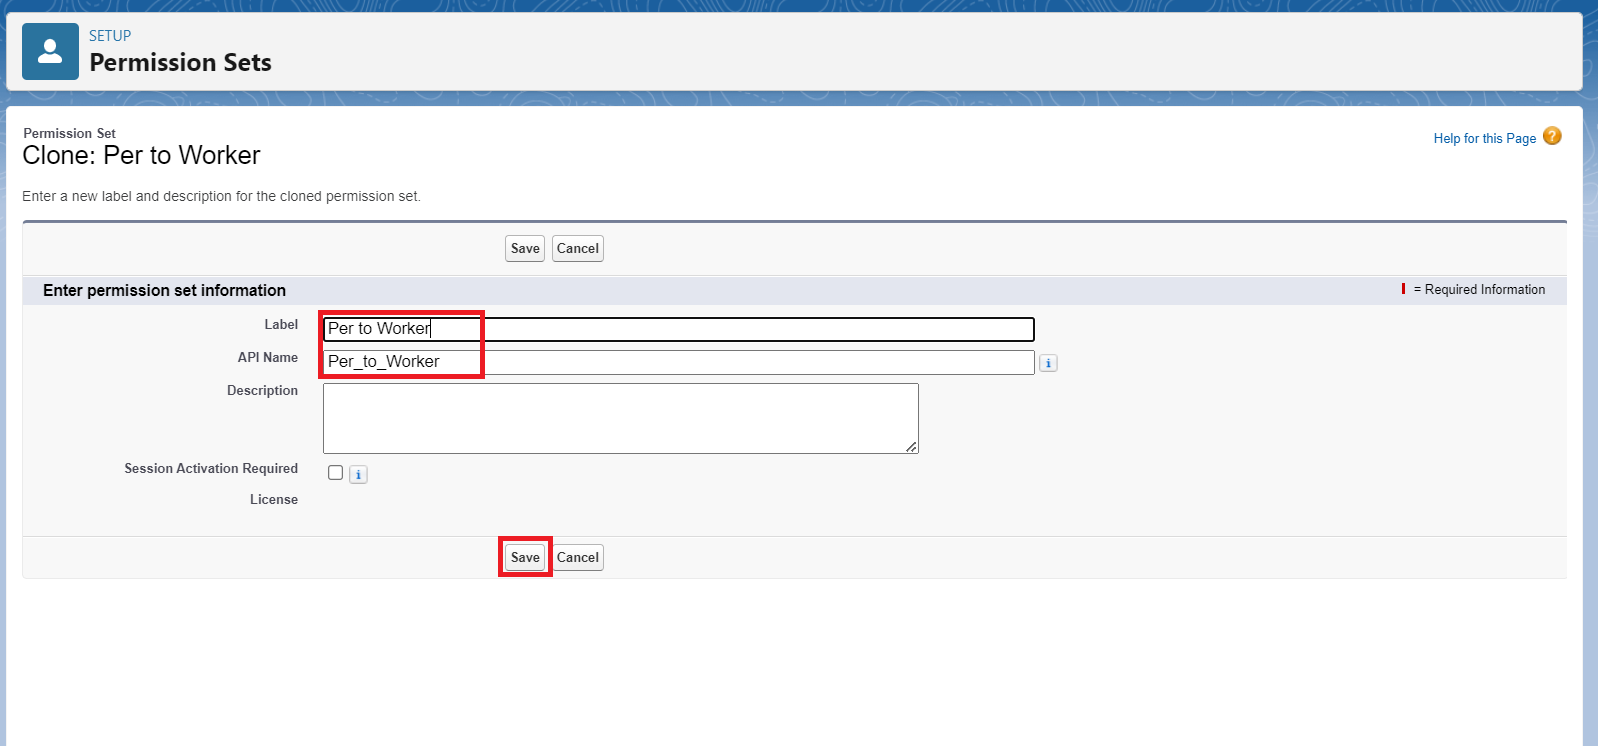 SETUP
Permission Sets
Permission Set
Clone: Per to Worker
Help for this Page ?
Enter a new label and description for the cloned permission set.
Save Cancel
Enter permission set information
= Required Information
Label Per to Worker
API Name Per_to_Worker i
Description
Session Activation Required i
License
Save Cancel